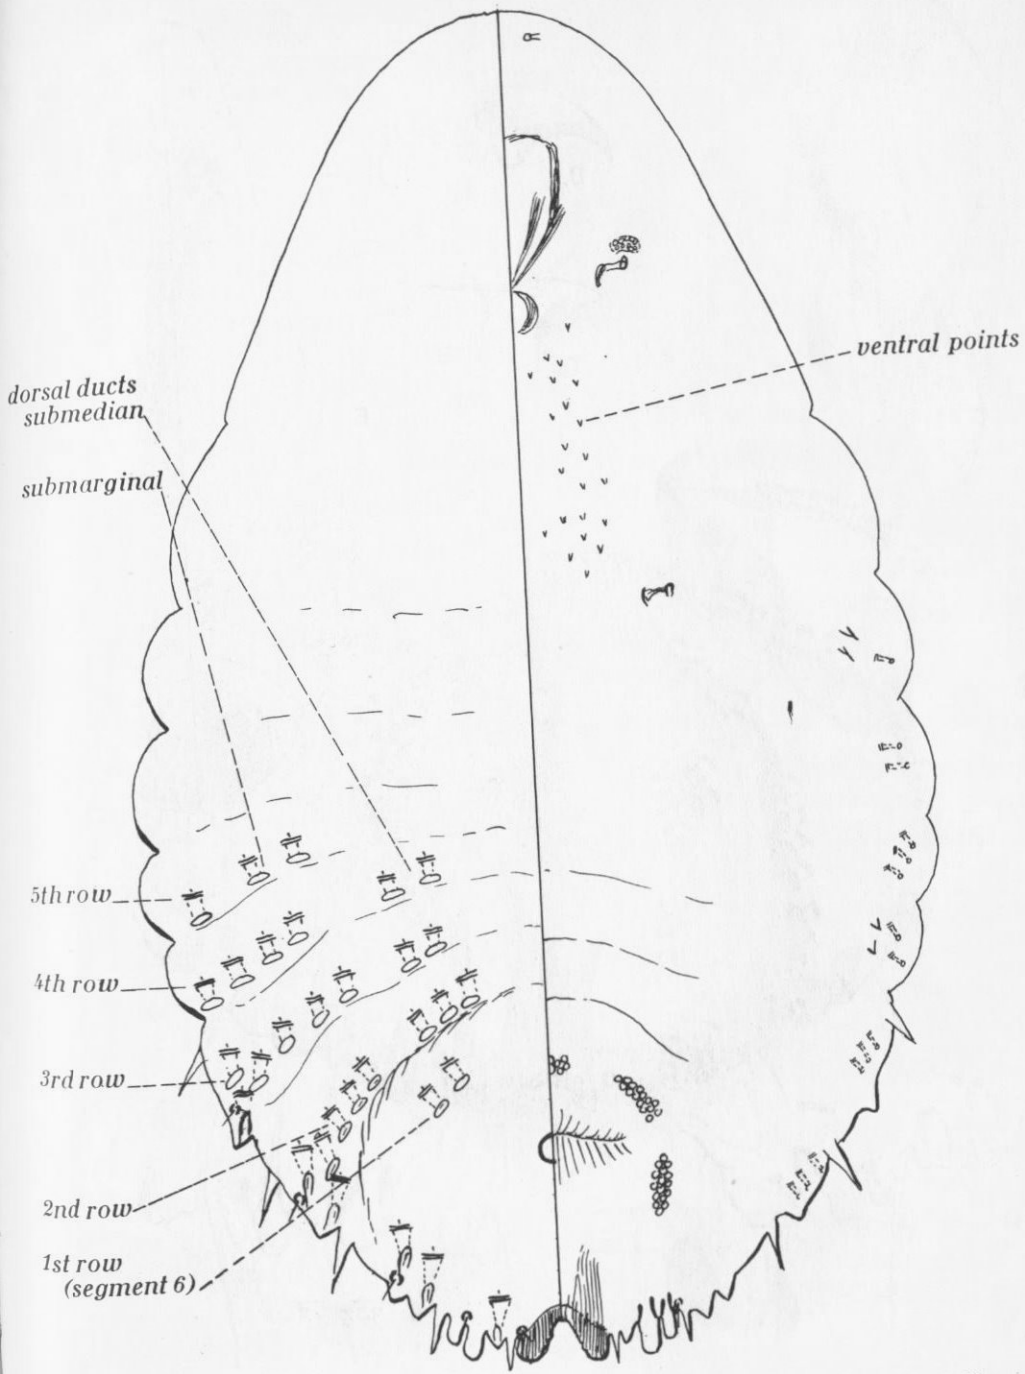 ventral points
dorsal ducts
submedian
submarginal
5th row
4th row
3rd row
2nd row
1st row
(segment 6)